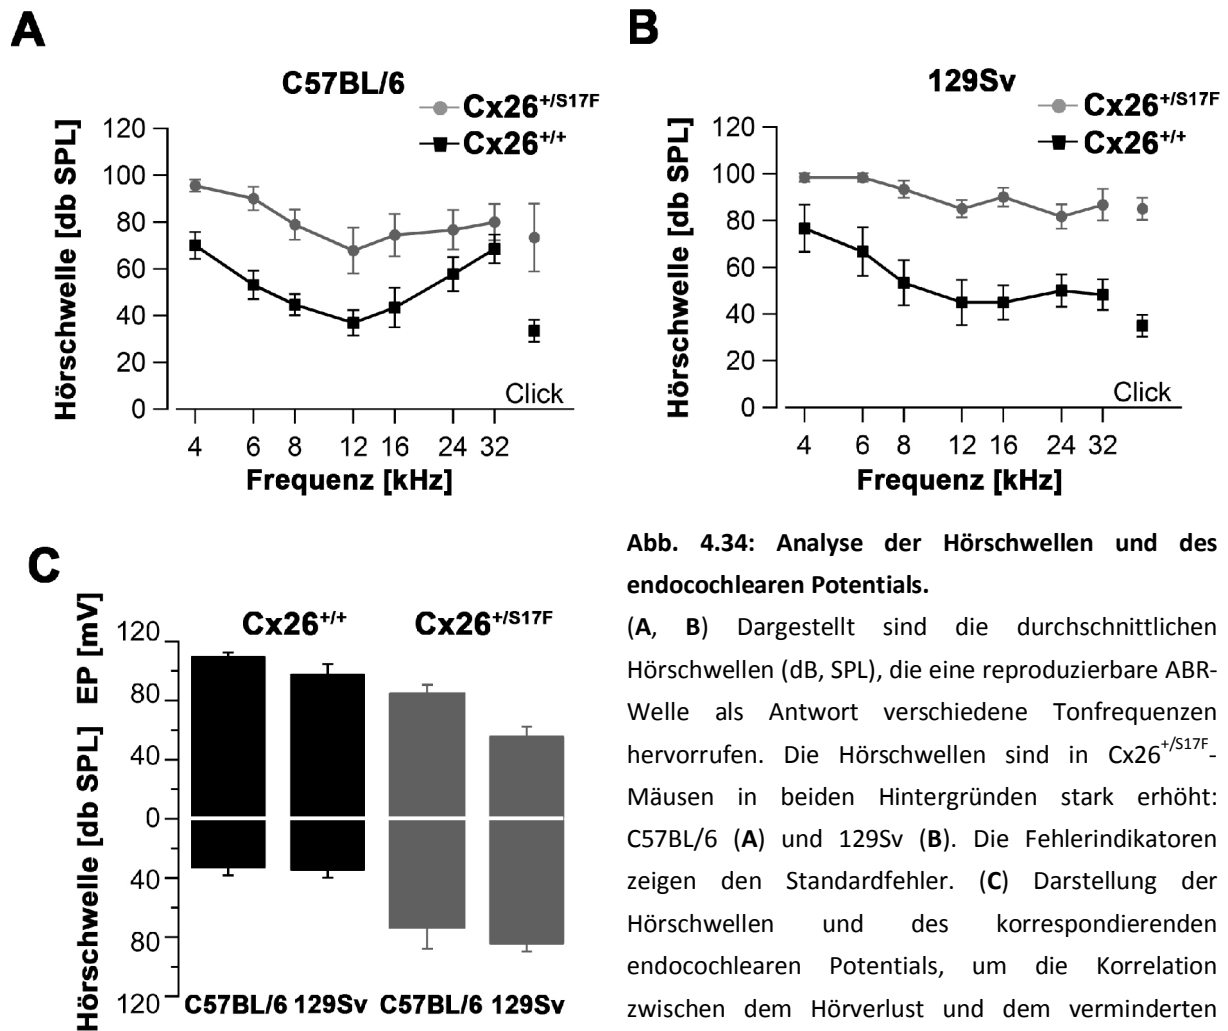 A
C57BL/6
Cx26+/S17F
Cx26+/+
Hörschwelle [db SPL]
120
100
80
60
40
20
0
Click
4 6 8 12 16 24 32
Frequenz [kHz]
B
129Sv
Cx26+/S17F
Cx26+/+
Hörschwelle [db SPL]
120
100
80
60
40
20
0
Click
4 6 8 12 16 24 32
Frequenz [kHz]
C
Hörschwelle [db SPL] EP [mV]
Cx26+/+ Cx26+/S17F
120
80
40
0
40
80
120
C57BL/6 129Sv C57BL/6 129Sv
Abb. 4.34: Analyse der Hörschwellen und des
endocochlearen Potentials.
(A, B) Dargestellt sind die durchschnittlichen
Hörschwellen (dB, SPL), die eine reproduzierbare ABR-
Welle als Antwort verschiedene Tonfrequenzen
hervorrufen. Die Hörschwellen sind in Cx26+/S17F-
Mäusen in beiden Hintergründen stark erhöht:
C57BL/6 (A) und 129Sv (B). Die Fehlerindikatoren
zeigen den Standardfehler. (C) Darstellung der
Hörschwellen und des korrespondierenden
endocochlearen Potentials, um die Korrelation
zwischen dem Hörverlust und dem verminderten